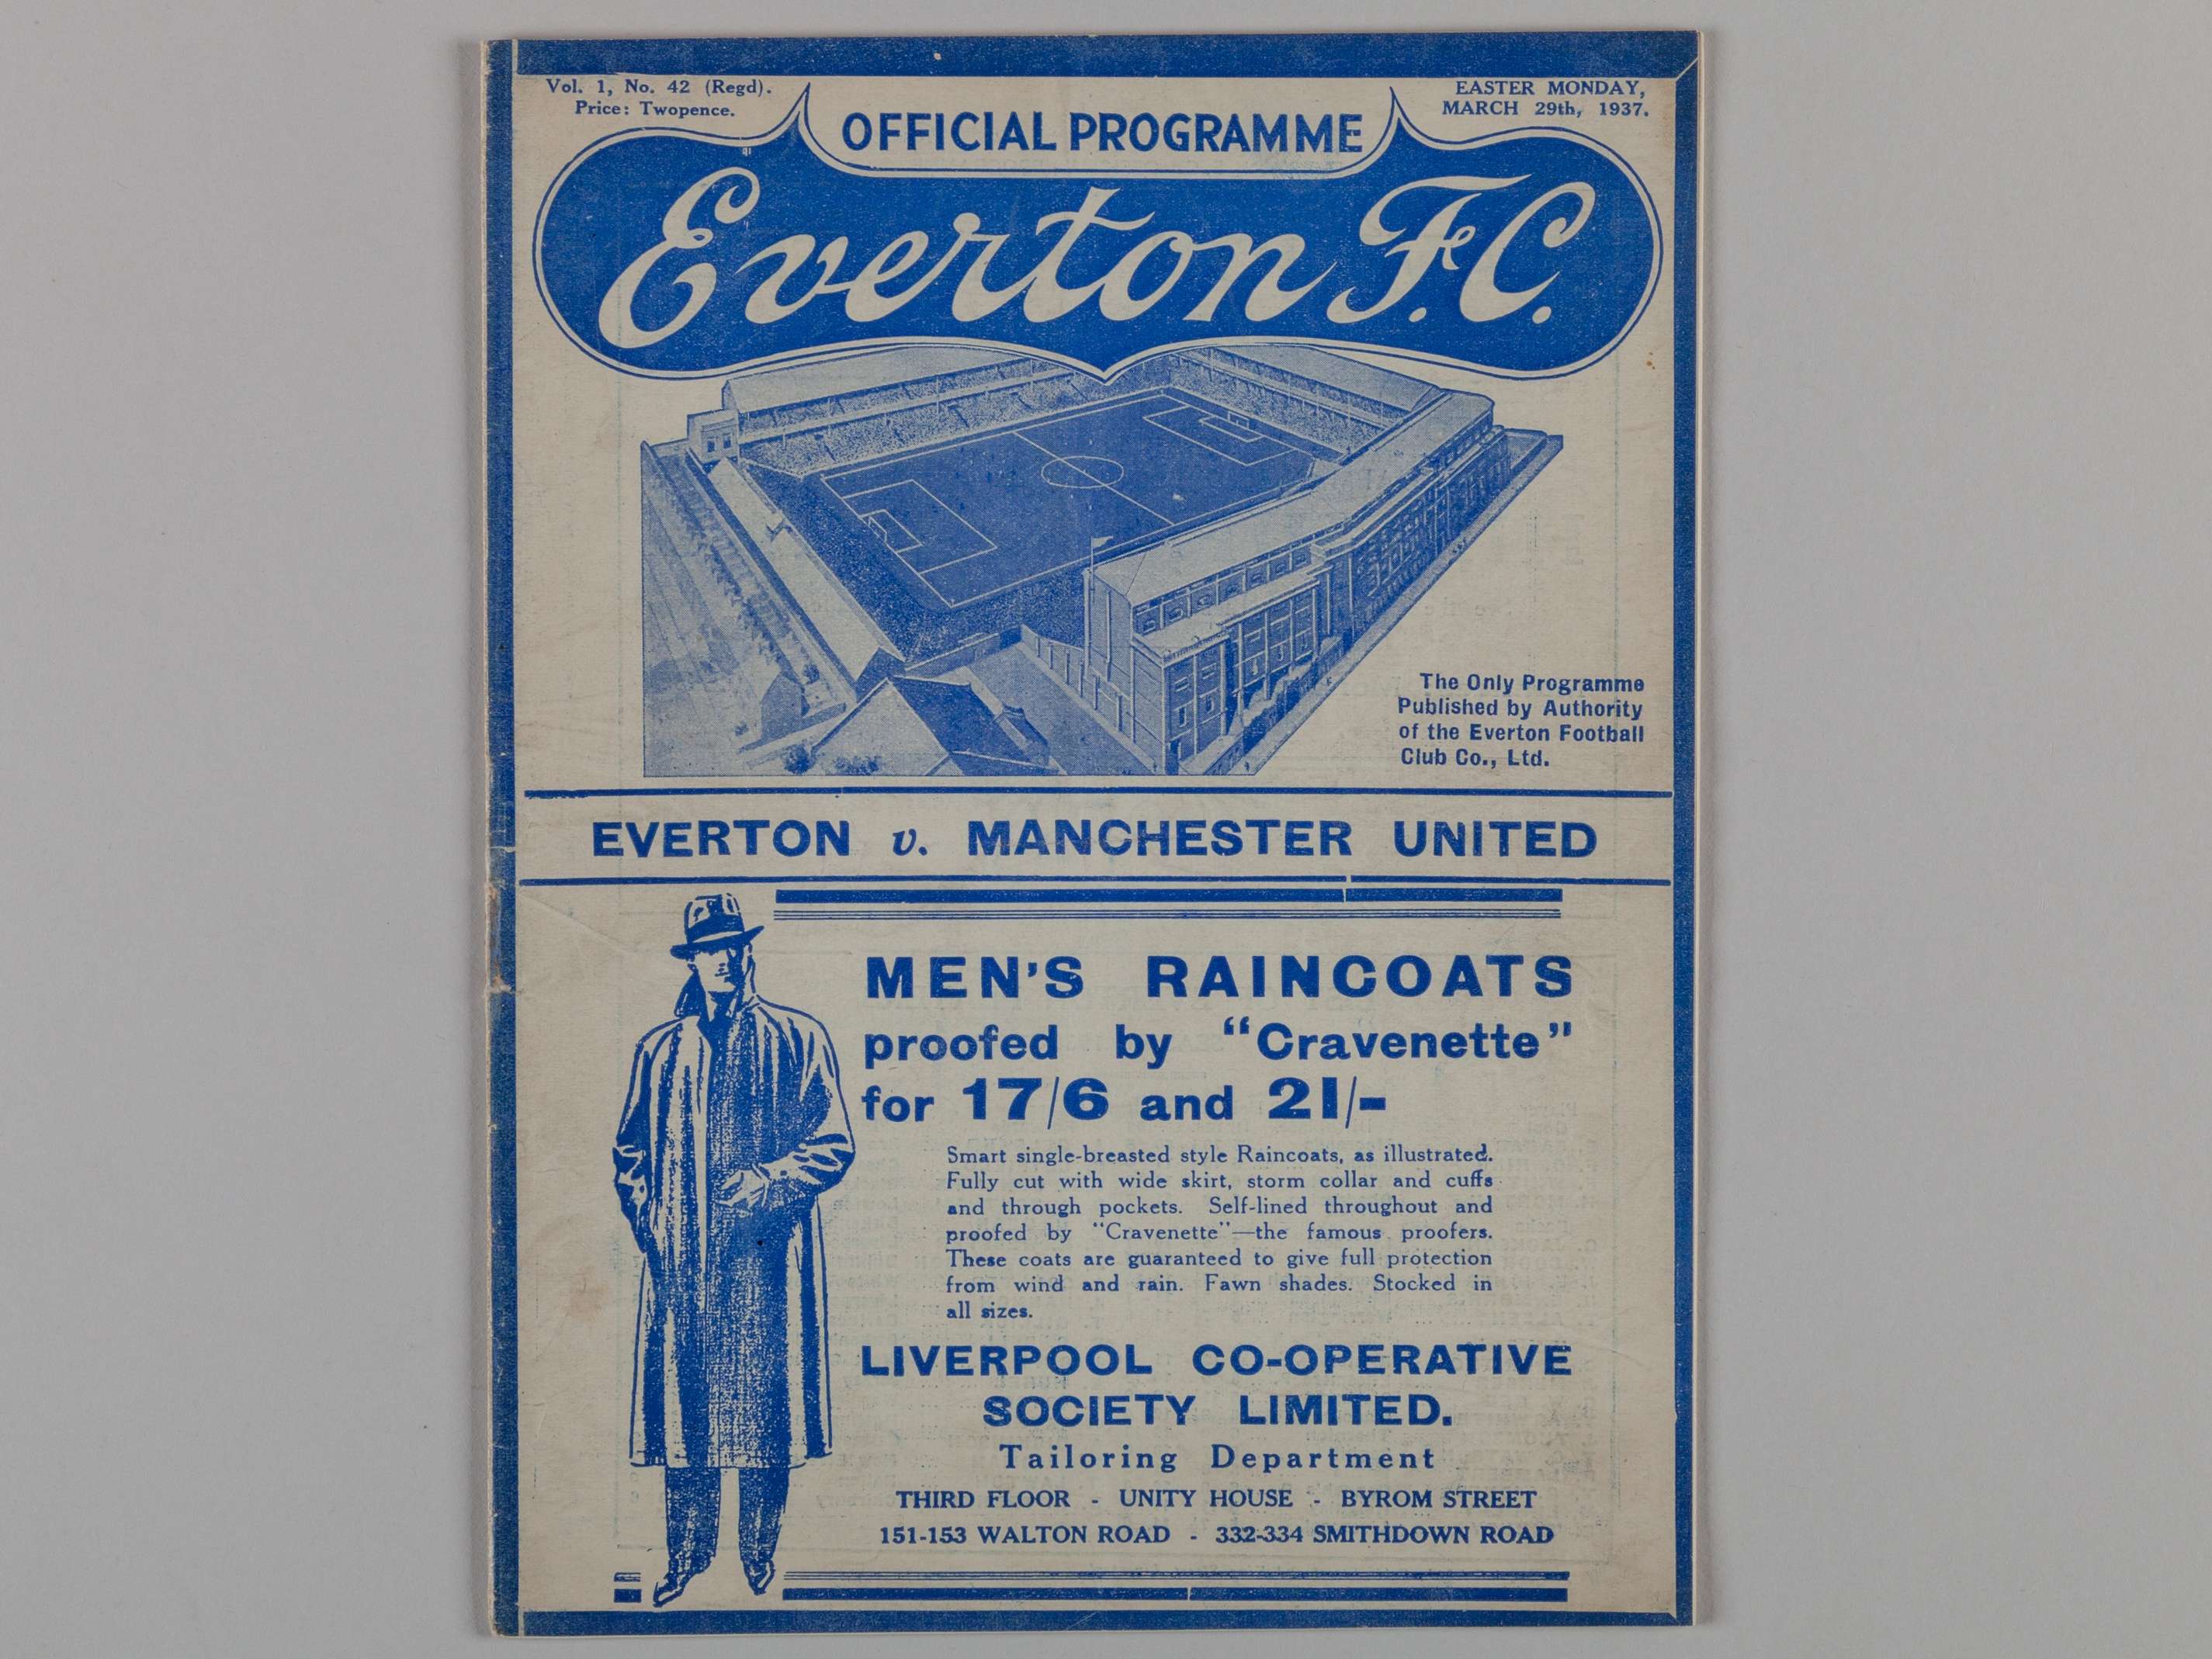 Vol. 1, No. 42 (Regd).
Price: Twopence.
EASTER MONDAY,
MARCH 29th, 1937.
OFFICIAL PROGRAMME
Everton F.C.
The Only Programme
Published by Authority
of the Everton Football
Club Co., Ltd.
EVERTON v. MANCHESTER UNITED
MEN'S RAINCOATS
proofed by "Cravenette"
for 17/6 and 21/-
Smart single-breasted style Raincoats, as illustrated.
Fully cut with wide skirt, storm collar and cuffs
and through pockets. Self-lined throughout and
proofed by "Cravenette"—the famous proofers.
These coats are guaranteed to give full protection
from wind and rain. Fawn shades. Stocked in
all sizes.
LIVERPOOL CO-OPERATIVE
SOCIETY LIMITED.
Tailoring Department
THIRD FLOOR - UNITY HOUSE - BYROM STREET
151-153 WALTON ROAD - 332-334 SMITHDOWN ROAD